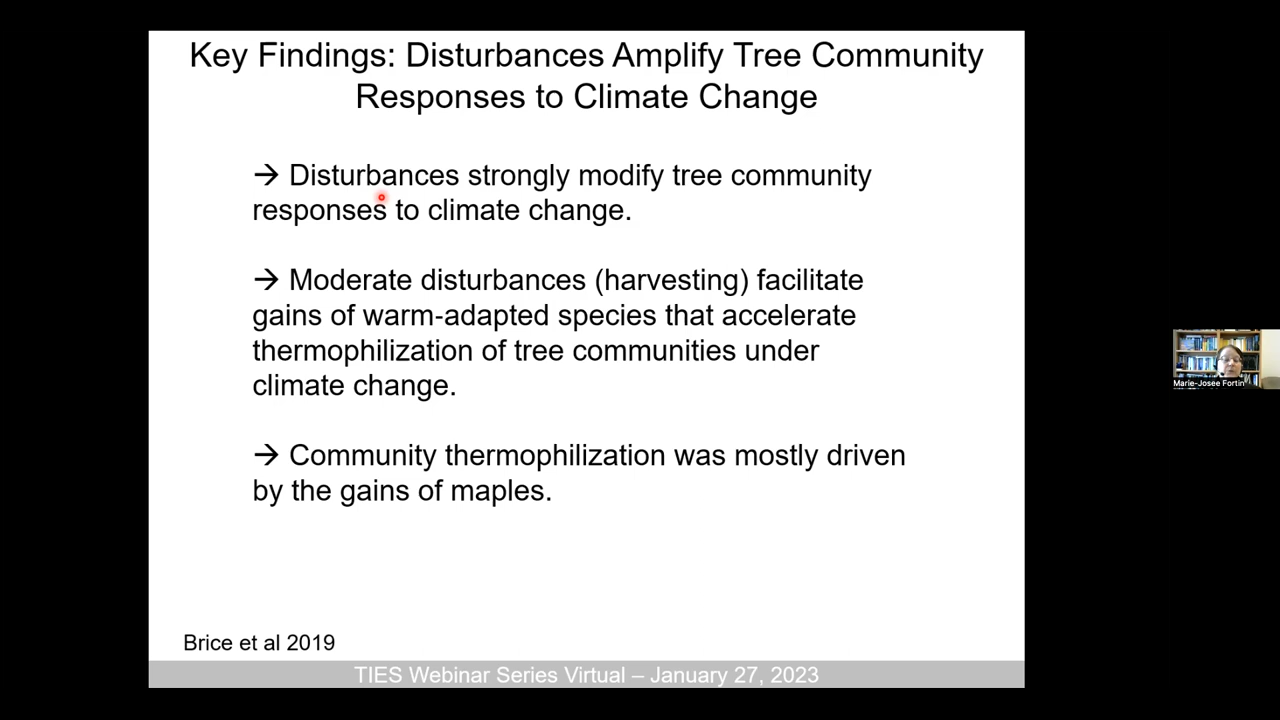 Key Findings: Disturbances Amplify Tree Community
Responses to Climate Change
→ Disturbances strongly modify tree community
responses to climate change.
→ Moderate disturbances (harvesting) facilitate
gains of warm-adapted species that accelerate
thermophilization of tree communities under
climate change.
→ Community thermophilization was mostly driven
by the gains of maples.
Brice et al 2019
TIES Webinar Series Virtual – January 27, 2023
Marie-Josee Fortin